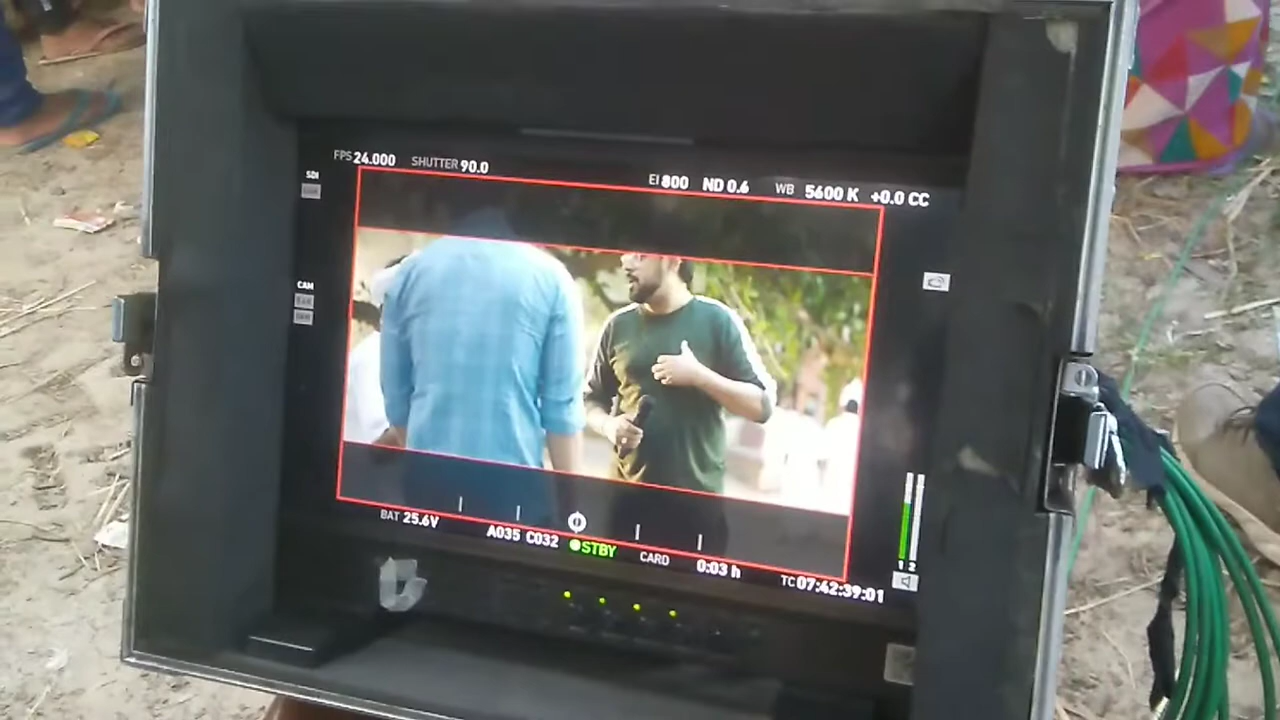 FPS 24.000 SHUTTER 90.0 EI 800 ND 0.6 WB 5600 K +0.0 CC
SDI
CAM
BAT 25.6V A035 C032 STBY CARD 0:03 h TC 07:42:39:01
1 2